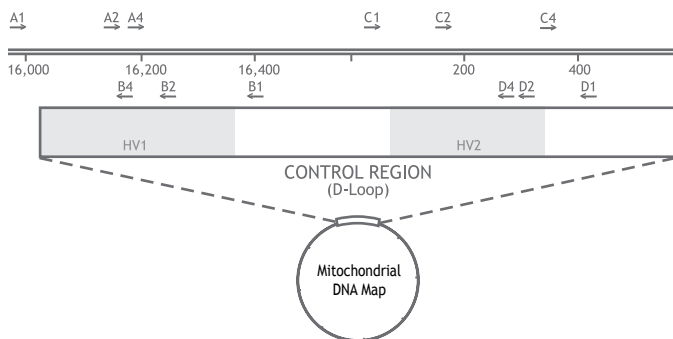 A1 A2 A4 C1 C2 C4
16,000 16,200 16,400 200 400
B4 B2 B1 D4 D2 D1
HV1 HV2
CONTROL REGION
(D-Loop)
Mitochondrial
DNA Map